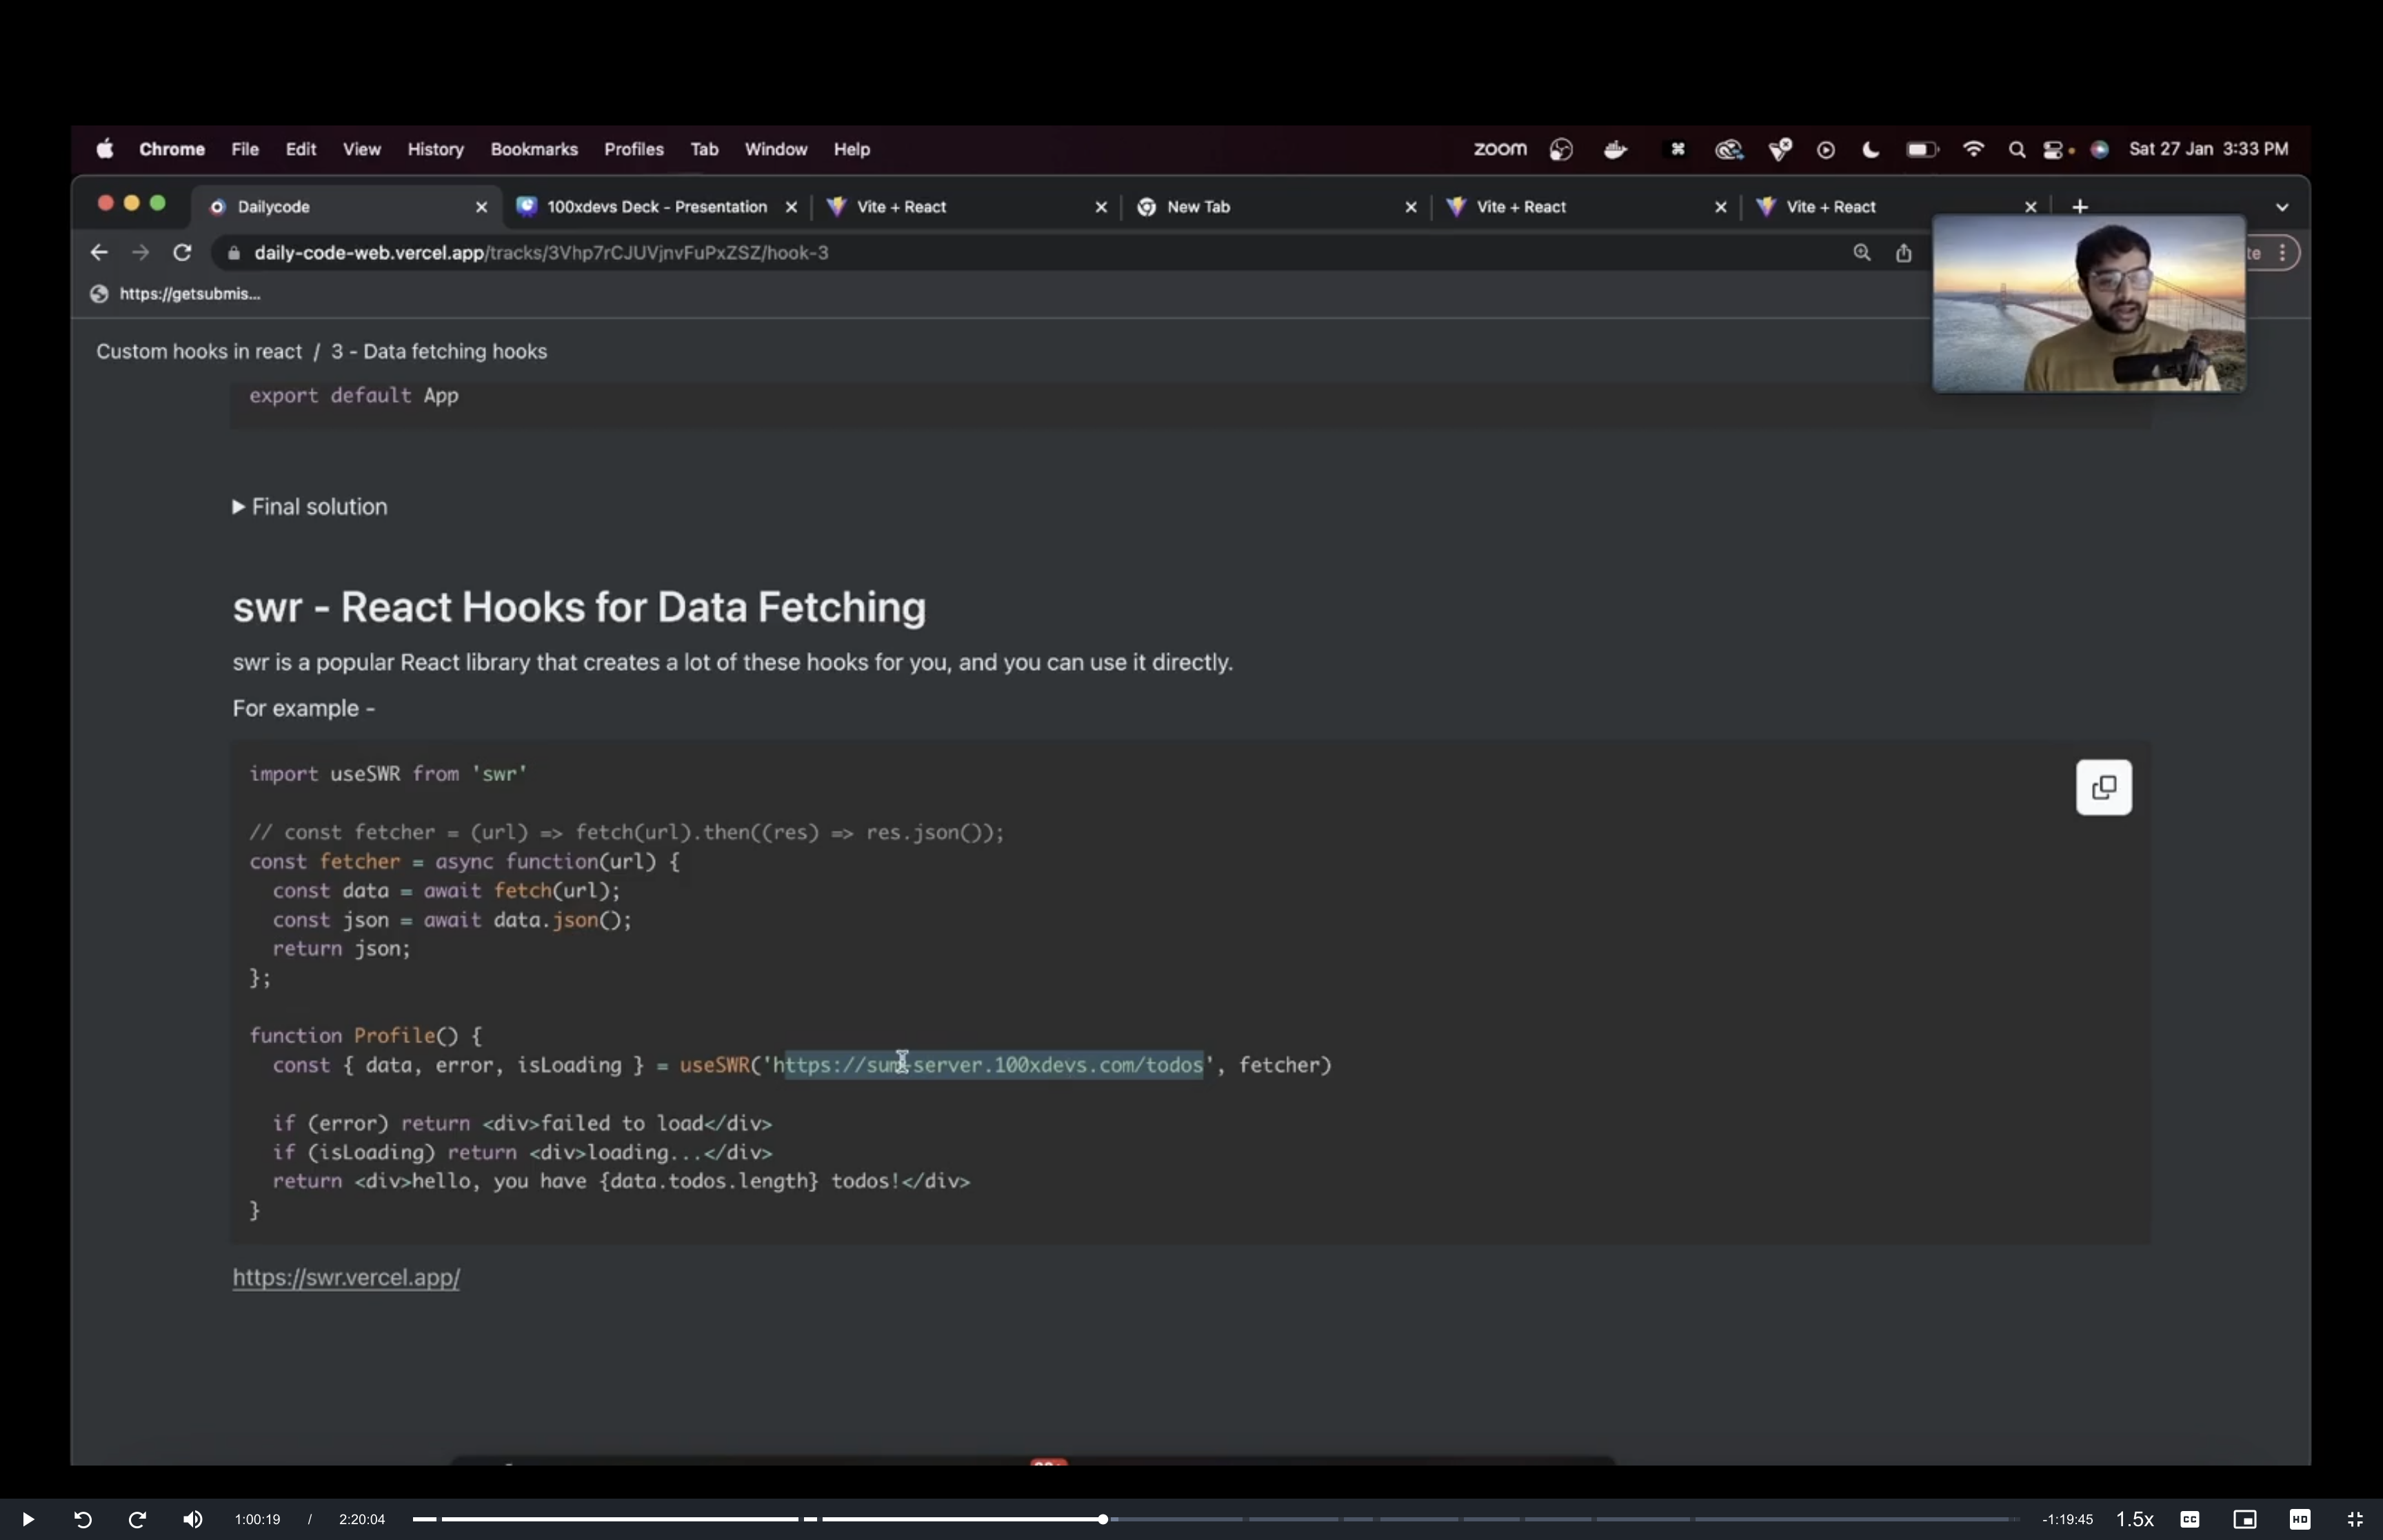 Chrome File Edit View History Bookmarks Profiles Tab Window Help zoom Sat 27 Jan 3:33 PM
Dailycode 100xdevs Deck - Presentation Vite + React New Tab Vite + React Vite + React
daily-code-web.vercel.app/tracks/3Vhp7rCJUVjnvFuPxZSZ/hook-3 te
https://getsubmis...
Custom hooks in react / 3 - Data fetching hooks
export default App
Final solution
swr - React Hooks for Data Fetching
swr is a popular React library that creates a lot of these hooks for you, and you can use it directly.
For example -
import useSWR from 'swr'
// const fetcher = (url) => fetch(url).then((res) => res.json());
const fetcher = async function(url) {
const data = await fetch(url);
const json = await data.json();
return json;
};
function Profile() {
const { data, error, isLoading } = useSWR('https://sum-server.100xdevs.com/todos', fetcher)
if (error) return <div>failed to load</div>
if (isLoading) return <div>loading...</div>
return <div>hello, you have {data.todos.length} todos!</div>
}
https://swr.vercel.app/
1:00:19 / 2:20:04 -1:19:45 1.5x CC HD